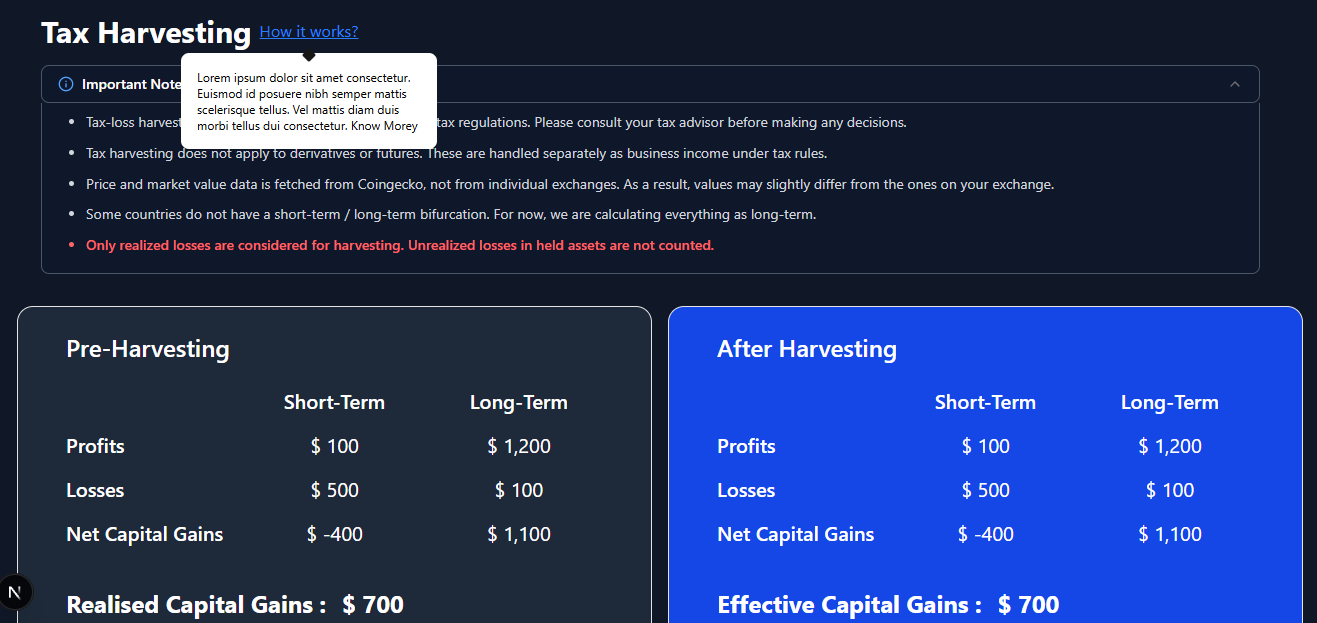 Tax Harvesting How it works?
Lorem ipsum dolor sit amet consectetur.
Euismod id posuere nibh semper mattis
scelerisque tellus. Vel mattis diam duis
morbi tellus dui consectetur. Know Morey
Important Note
Tax-loss harvest tax regulations. Please consult your tax advisor before making any decisions.
Tax harvesting does not apply to derivatives or futures. These are handled separately as business income under tax rules.
Price and market value data is fetched from Coingecko, not from individual exchanges. As a result, values may slightly differ from the ones on your exchange.
Some countries do not have a short-term / long-term bifurcation. For now, we are calculating everything as long-term.
Only realized losses are considered for harvesting. Unrealized losses in held assets are not counted.
Pre-Harvesting
Short-Term Long-Term
Profits $ 100 $ 1,200
Losses $ 500 $ 100
Net Capital Gains $ -400 $ 1,100
Realised Capital Gains : $ 700
After Harvesting
Short-Term Long-Term
Profits $ 100 $ 1,200
Losses $ 500 $ 100
Net Capital Gains $ -400 $ 1,100
Effective Capital Gains : $ 700
N